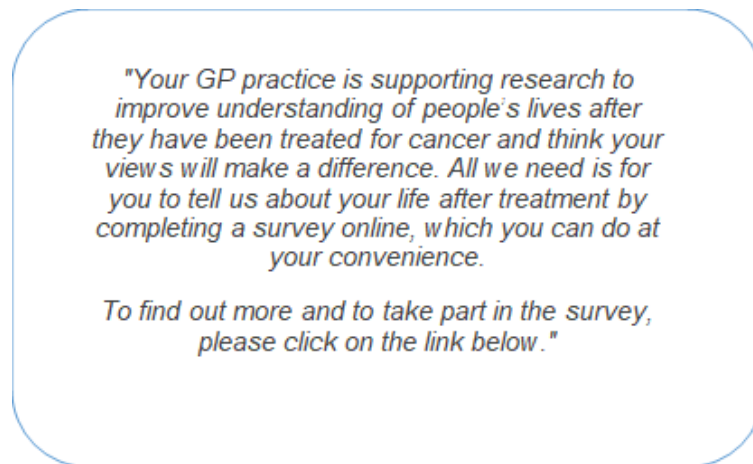 "Your GP practice is supporting research to
improve understanding of people's lives after
they have been treated for cancer and think your
views will make a difference. All we need is for
you to tell us about your life after treatment by
completing a survey online, which you can do at
your convenience.
To find out more and to take part in the survey,
please click on the link below."